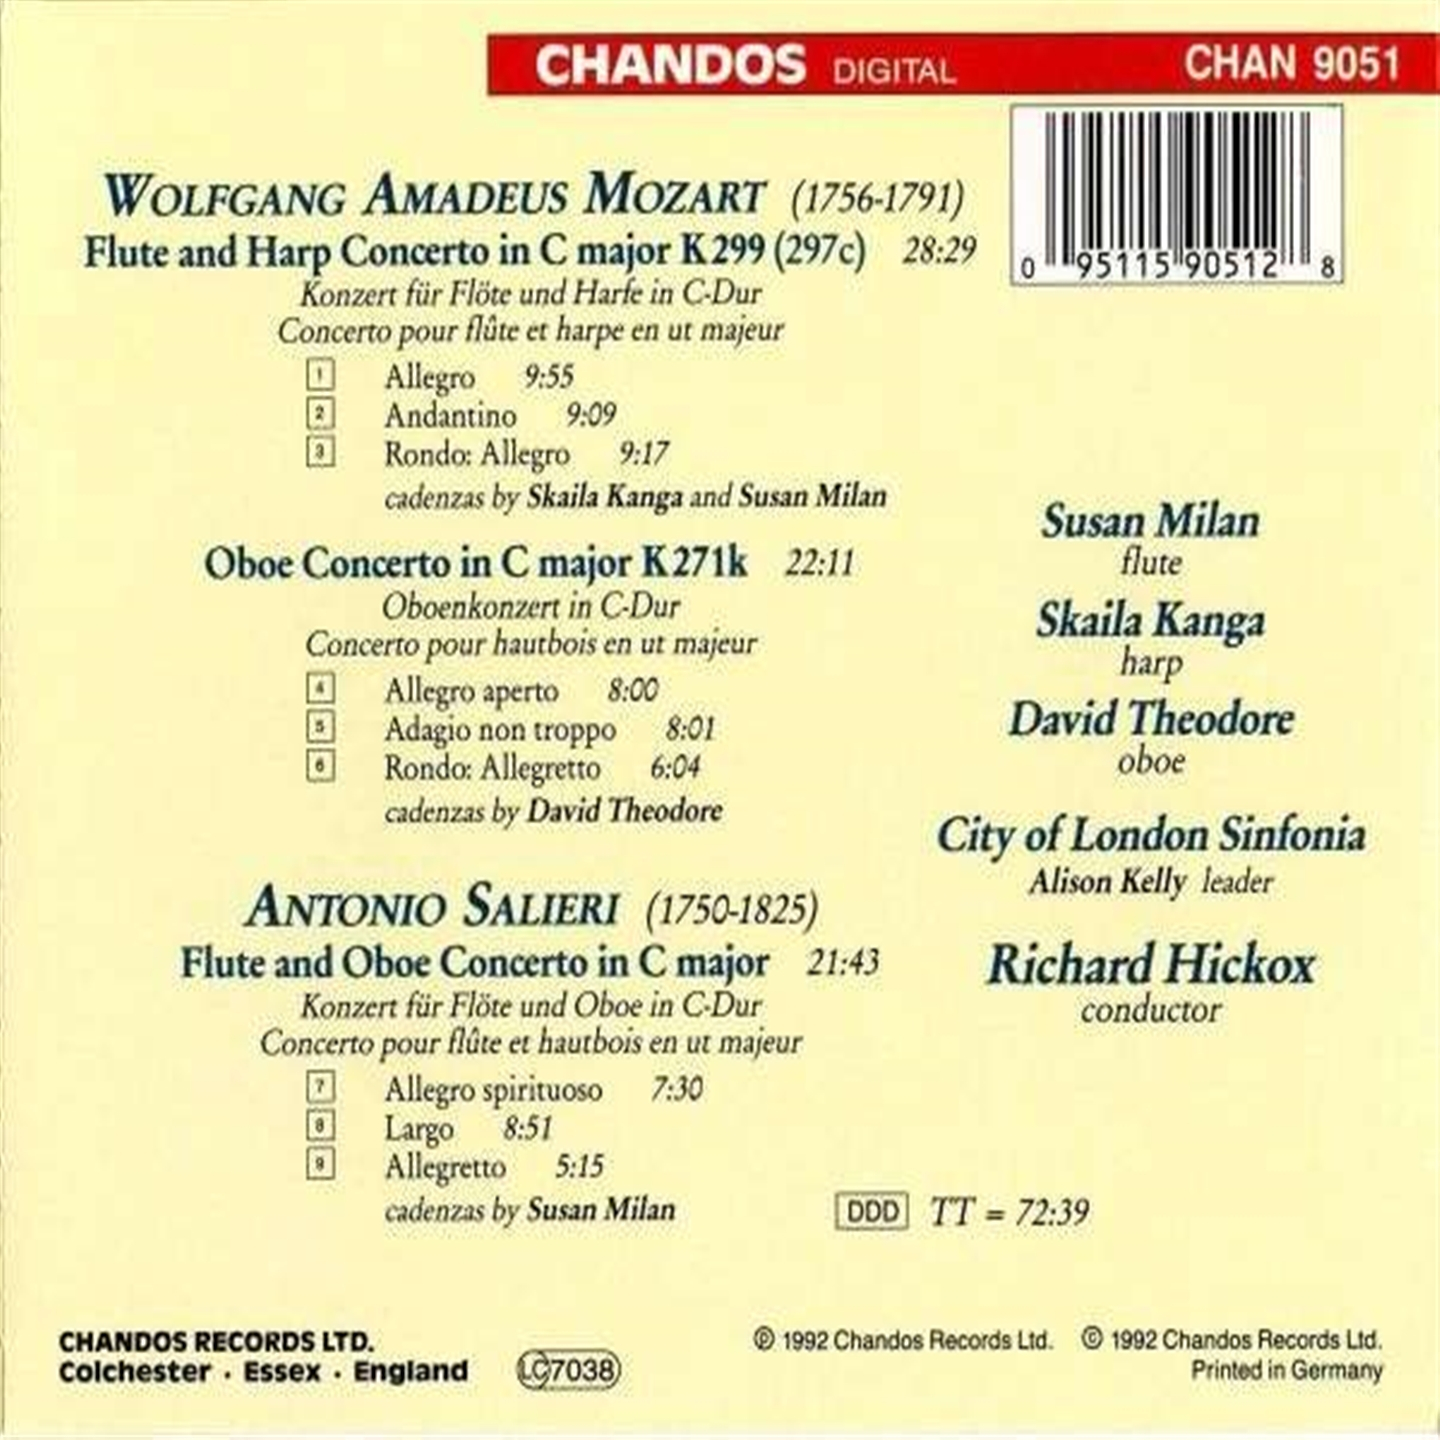 CHANDOS DIGITAL CHAN 9051
0 95115 90512 8
WOLFGANG AMADEUS MOZART (1756-1791)
Flute and Harp Concerto in C major K 299 (297c) 28:29
Konzert für Flöte und Harfe in C-Dur
Concerto pour flûte et harpe en ut majeur
1 Allegro 9:55
2 Andantino 9:09
3 Rondo: Allegro 9:17
cadenzas by Skaila Kanga and Susan Milan
Oboe Concerto in C major K 271k 22:11
Oboenkonzert in C-Dur
Concerto pour hautbois en ut majeur
4 Allegro aperto 8:00
5 Adagio non troppo 8:01
6 Rondo: Allegretto 6:04
cadenzas by David Theodore
ANTONIO SALIERI (1750-1825)
Flute and Oboe Concerto in C major 21:43
Konzert für Flöte und Oboe in C-Dur
Concerto pour flûte et hautbois en ut majeur
7 Allegro spirituoso 7:30
8 Largo 8:51
9 Allegretto 5:15
cadenzas by Susan Milan
Susan Milan
flute
Skaila Kanga
harp
David Theodore
oboe
City of London Sinfonia
Alison Kelly leader
Richard Hickox
conductor
DDD TT = 72:39
CHANDOS RECORDS LTD.
Colchester · Essex · England
LC7038
℗ 1992 Chandos Records Ltd. © 1992 Chandos Records Ltd.
Printed in Germany